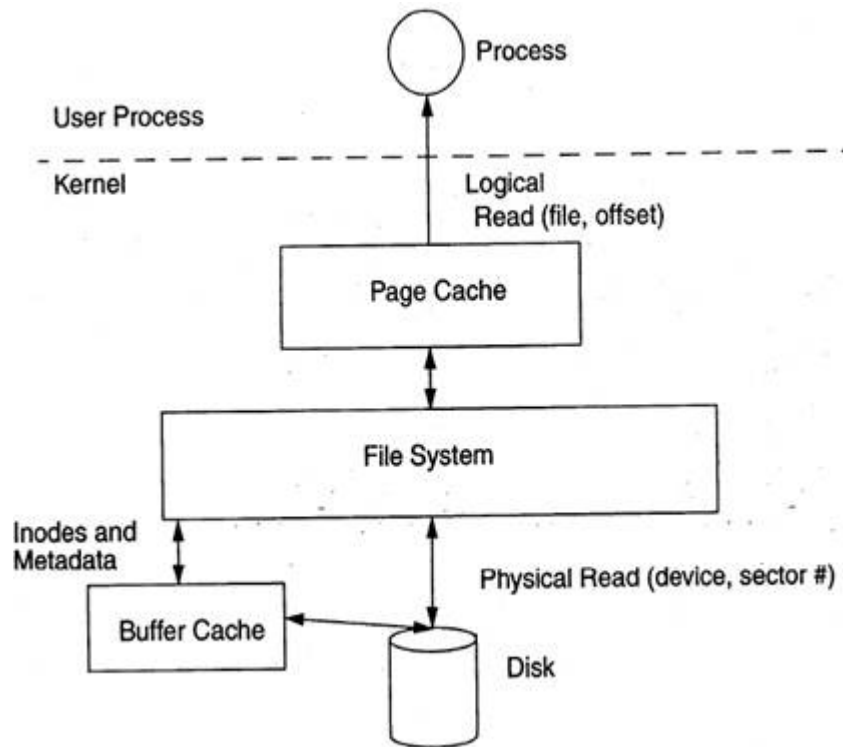 Process
User Process
Kernel
Logical
Read (file, offset)
Page Cache
File System
Inodes and
Metadata
Physical Read (device, sector #)
Buffer Cache
Disk